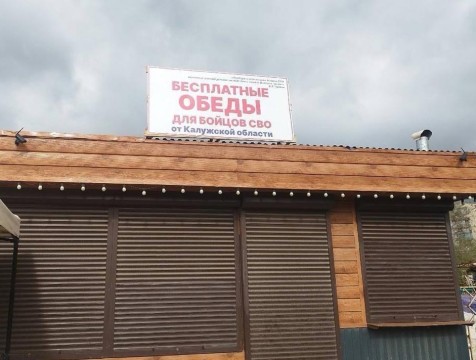 БЕСПЛАТНЫЕ
ОБЕДЫ
ДЛЯ БОЙЦОВ СВО
от Калужской области